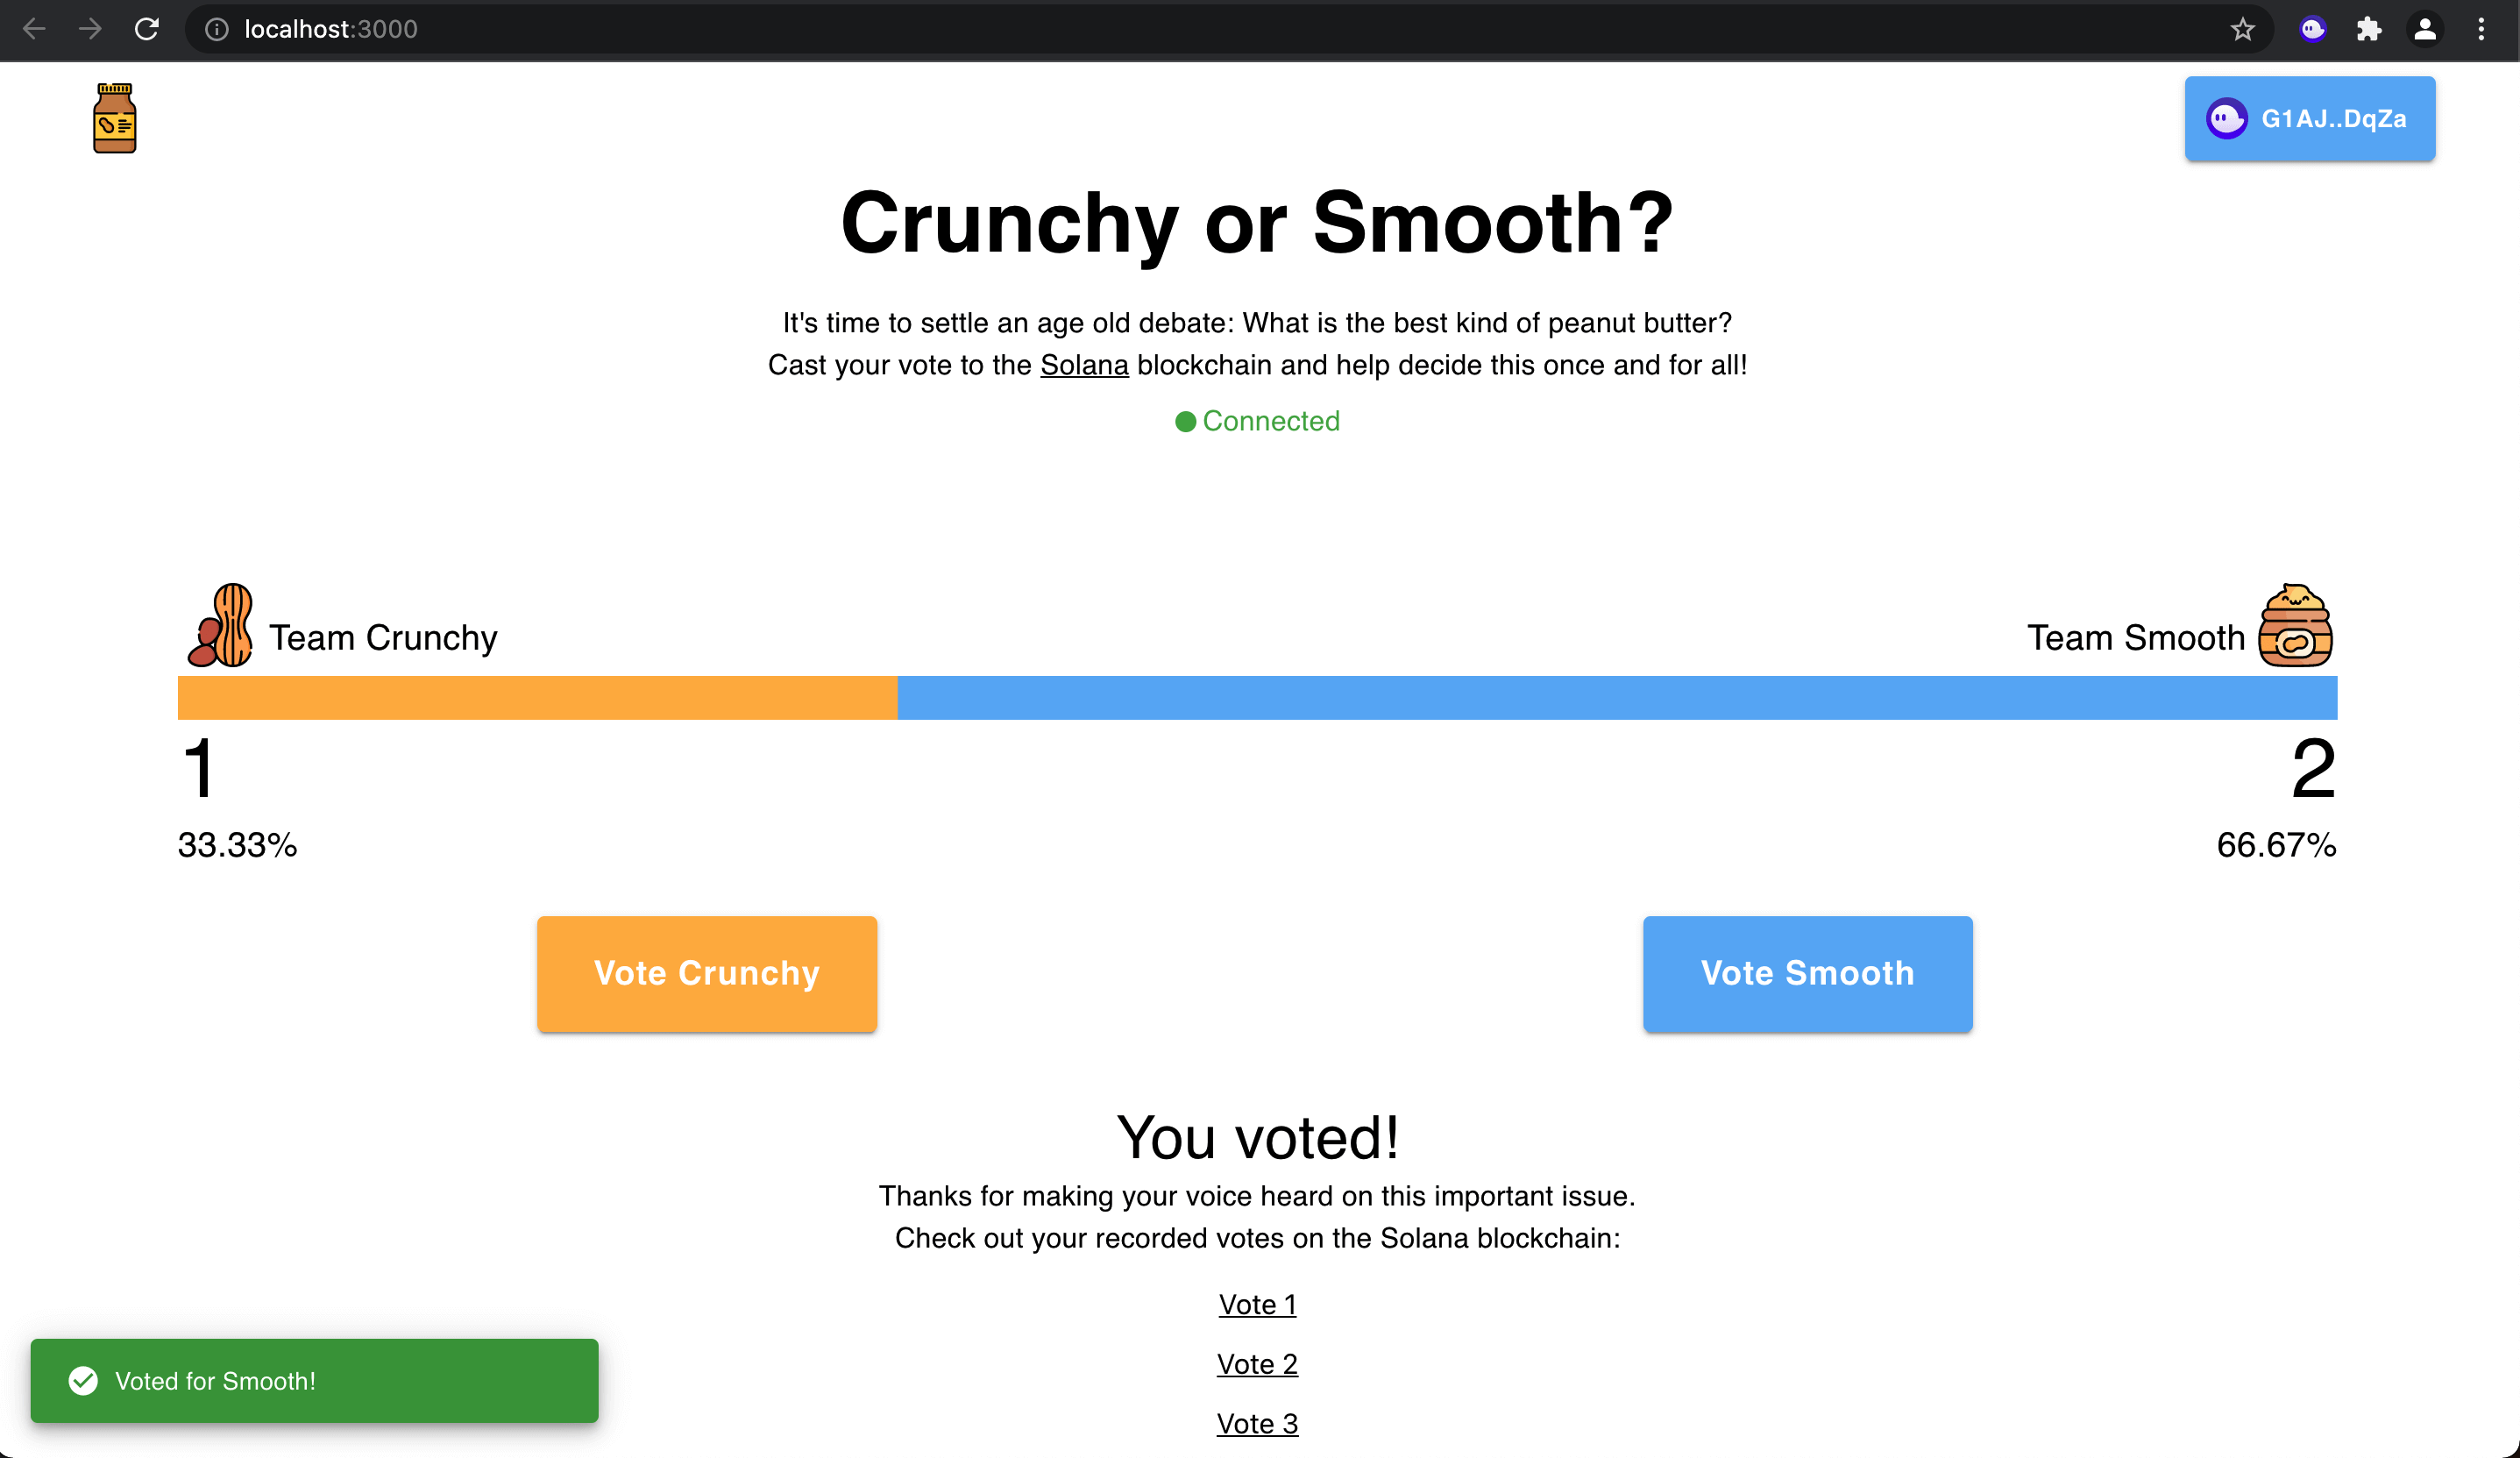 localhost:3000
G1AJ..DqZa
Crunchy or Smooth?
It's time to settle an age old debate: What is the best kind of peanut butter?
Cast your vote to the Solana blockchain and help decide this once and for all!
Connected
Team Crunchy
Team Smooth
1
2
33.33%
66.67%
Vote Crunchy
Vote Smooth
You voted!
Thanks for making your voice heard on this important issue.
Check out your recorded votes on the Solana blockchain:
Vote 1
Vote 2
Vote 3
Voted for Smooth!